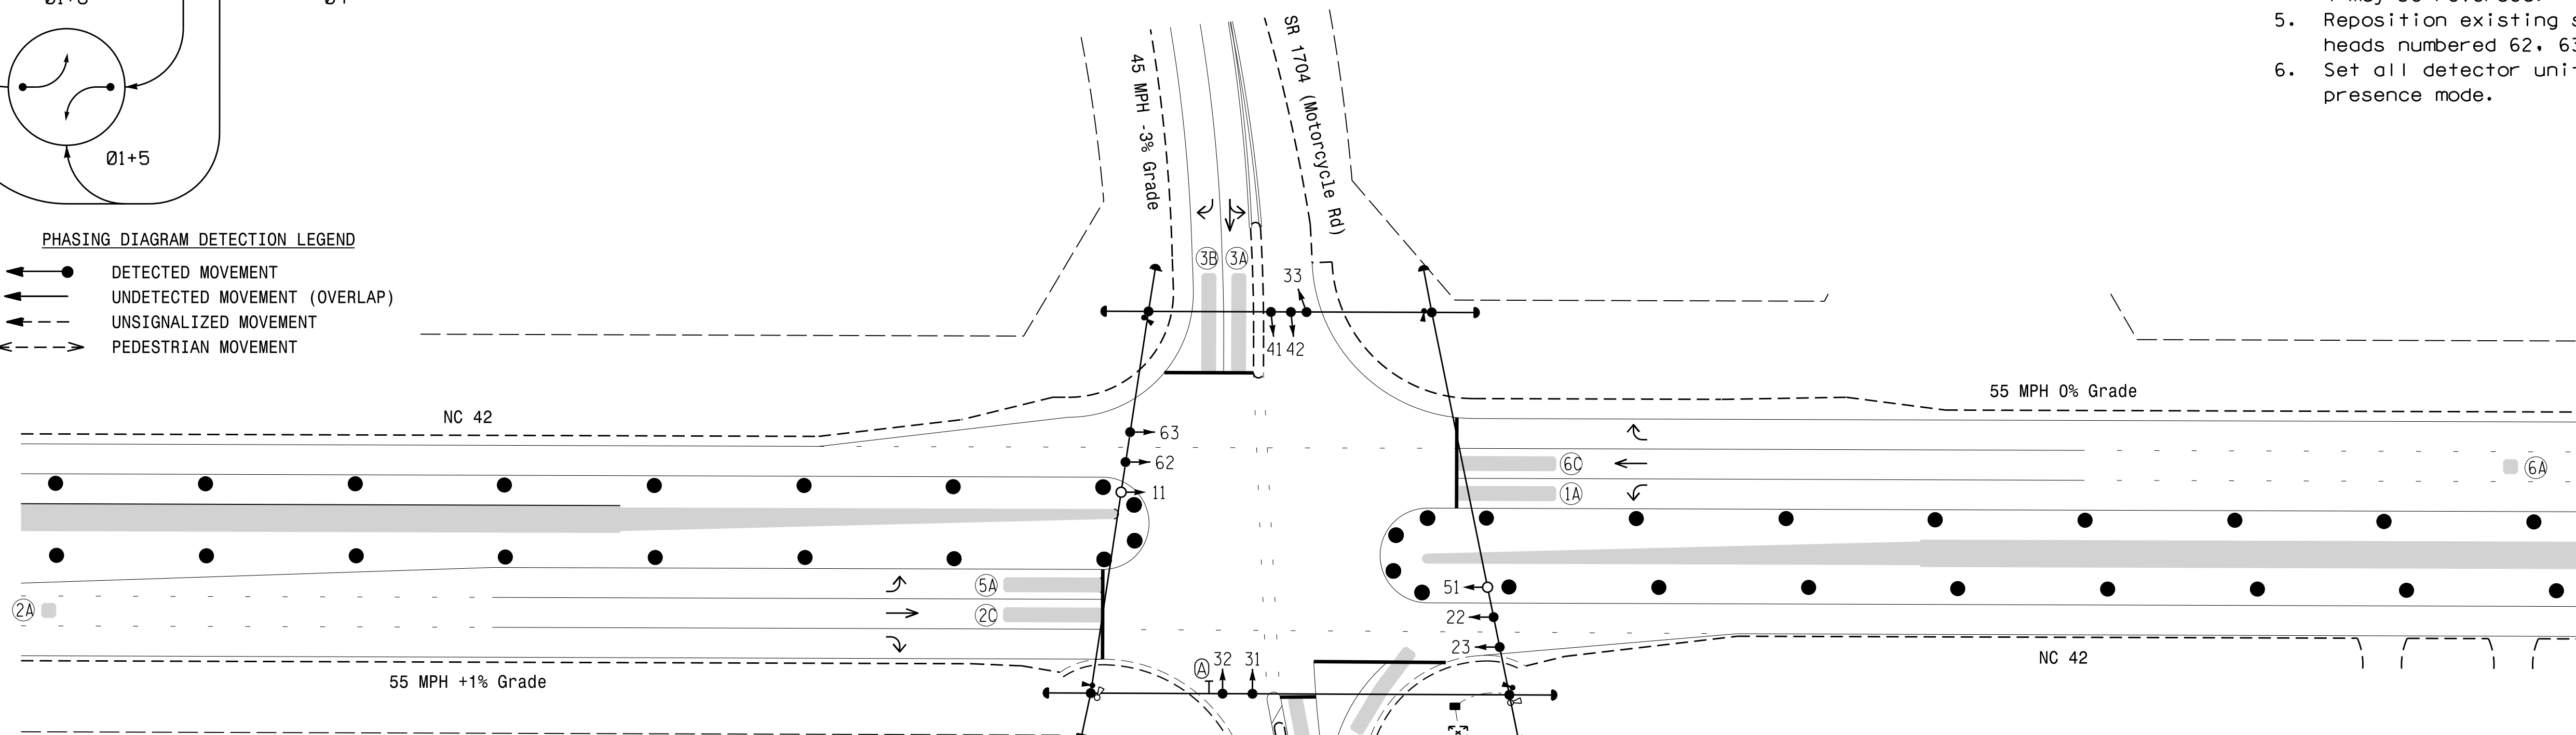 Ø1+5
PHASING DIAGRAM DETECTION LEGEND
DETECTED MOVEMENT
UNDETECTED MOVEMENT (OVERLAP)
UNSIGNALIZED MOVEMENT
PEDESTRIAN MOVEMENT
45 MPH -3% Grade
SR 1704 (Motorcycle Rd)
5. Reposition existing s
heads numbered 62, 63
6. Set all detector unit
presence mode.
3B
3A
33
41
42
NC 42
55 MPH 0% Grade
63
62
11
6C
1A
6A
5A
2C
2A
51
22
23
A
32
31
55 MPH +1% Grade
NC 42